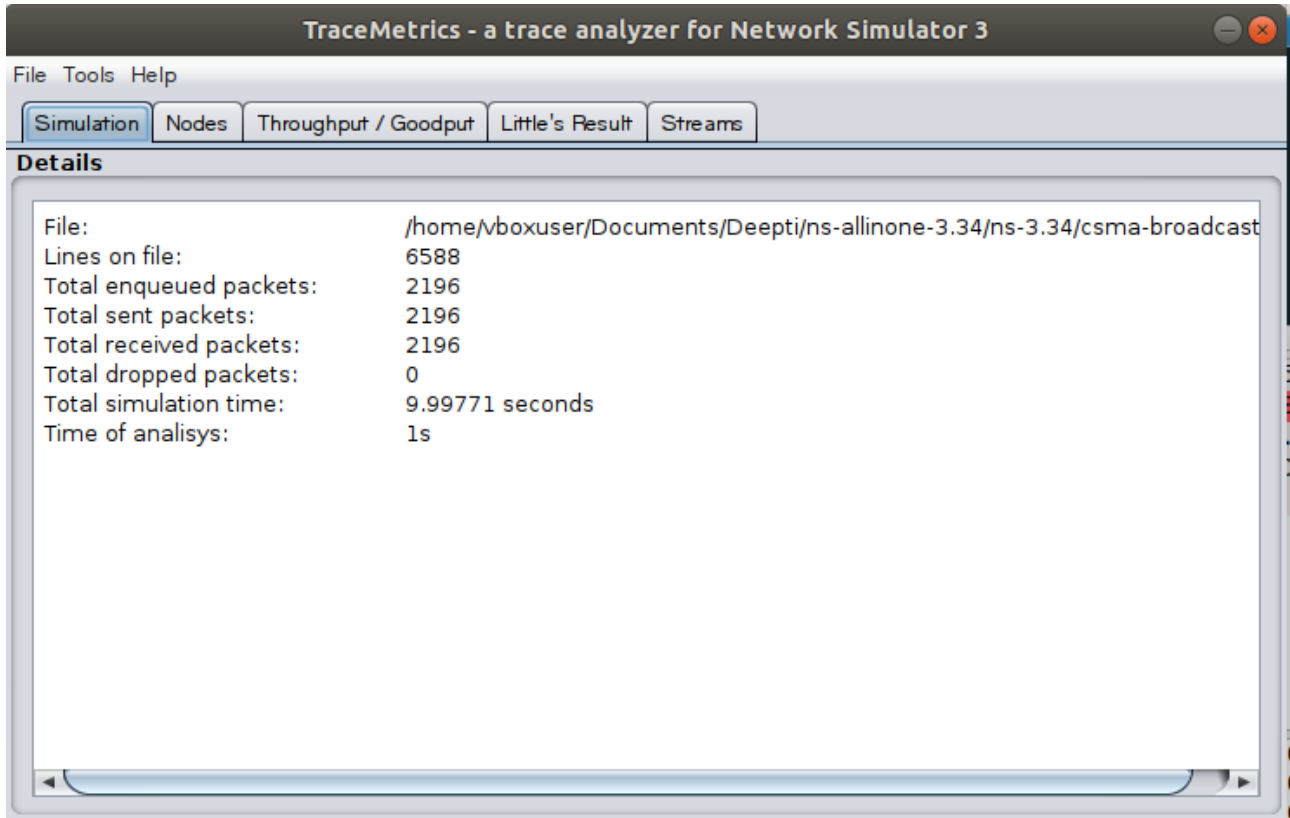 TraceMetrics - a trace analyzer for Network Simulator 3
File Tools Help
Simulation Nodes Throughput / Goodput Little's Result Streams
Details
File: /home/vboxuser/Documents/Deepti/ns-allinone-3.34/ns-3.34/csma-broadcast
Lines on file: 6588
Total enqueued packets: 2196
Total sent packets: 2196
Total received packets: 2196
Total dropped packets: 0
Total simulation time: 9.99771 seconds
Time of analisys: 1s